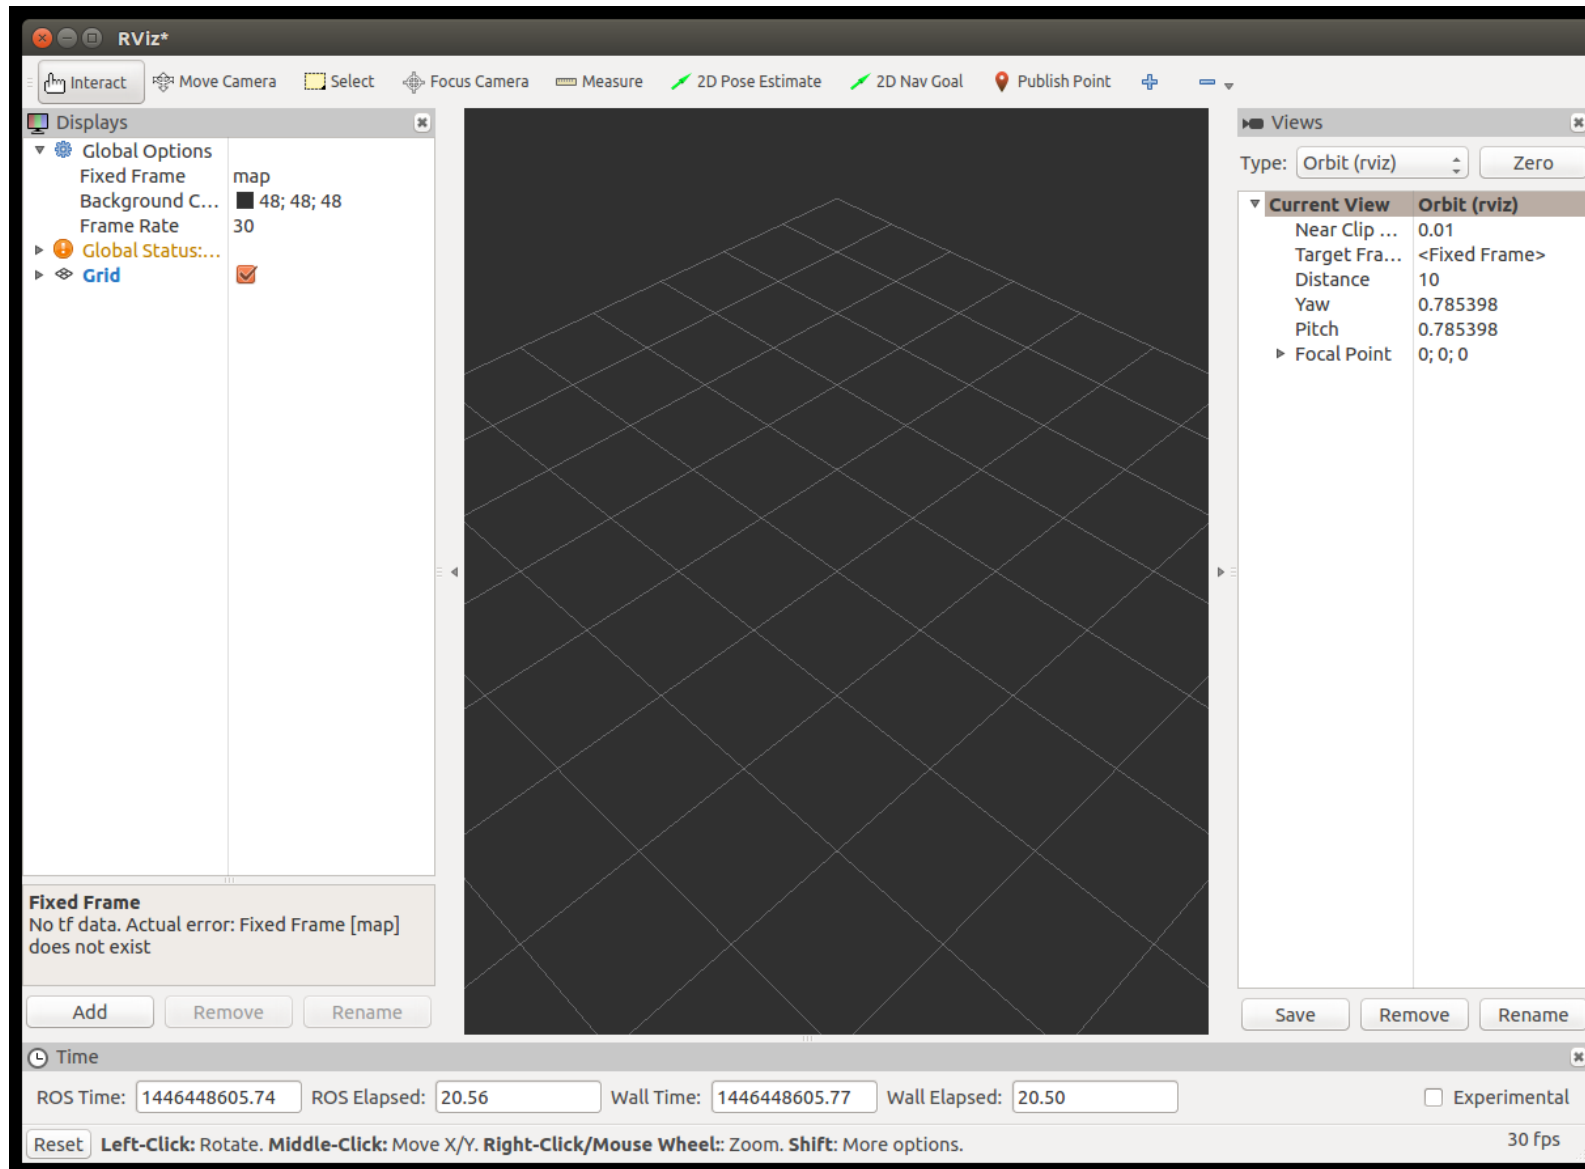 RViz*
Interact Move Camera Select Focus Camera Measure 2D Pose Estimate 2D Nav Goal Publish Point
Displays
Global Options
Fixed Frame map
Background C... 48; 48; 48
Frame Rate 30
Global Status:...
Grid
Fixed Frame
No tf data. Actual error: Fixed Frame [map]
does not exist
Add Remove Rename
Views
Type: Orbit (rviz) Zero
Current View Orbit (rviz)
Near Clip ... 0.01
Target Fra... <Fixed Frame>
Distance 10
Yaw 0.785398
Pitch 0.785398
Focal Point 0; 0; 0
Save Remove Rename
Time
ROS Time: 1446448605.74 ROS Elapsed: 20.56 Wall Time: 1446448605.77 Wall Elapsed: 20.50 Experimental
Reset Left-Click: Rotate. Middle-Click: Move X/Y. Right-Click/Mouse Wheel:: Zoom. Shift: More options. 30 fps